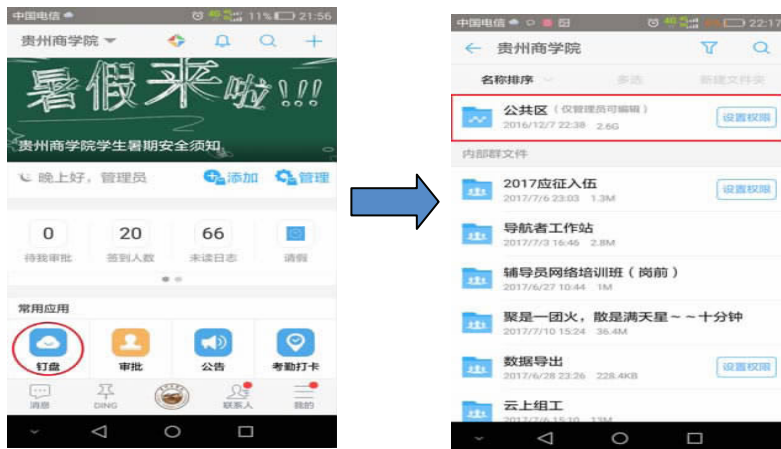 中国电信 11% 21:56
贵州商学院
暑假来啦!!!
贵州商学院学生暑期安全须知
晚上好，管理员 添加 管理
0 20 66
待我审批 签到人数 未读日志 请假
常用应用
钉盘 审批 公告 考勤打卡
消息 DING 联系人 我的
中国电信 22:17
贵州商学院
名称排序 多选 新建文件夹
公共区（仅管理员可编辑） 设置权限
2016/12/7 22:38 2.6G
内部群文件
2017应征入伍 设置权限
2017/7/6 23:03 1.3M
导航者工作站
2017/7/3 16:46 2.8M
辅导员网络培训班（岗前）
2017/6/27 10:44 1M
聚是一团火，散是满天星～～十分钟
2017/7/10 15:24 36.4M
数据导出 设置权限
2017/6/28 23:26 228.4KB
云上组工
2017/7/6 15:10 13M